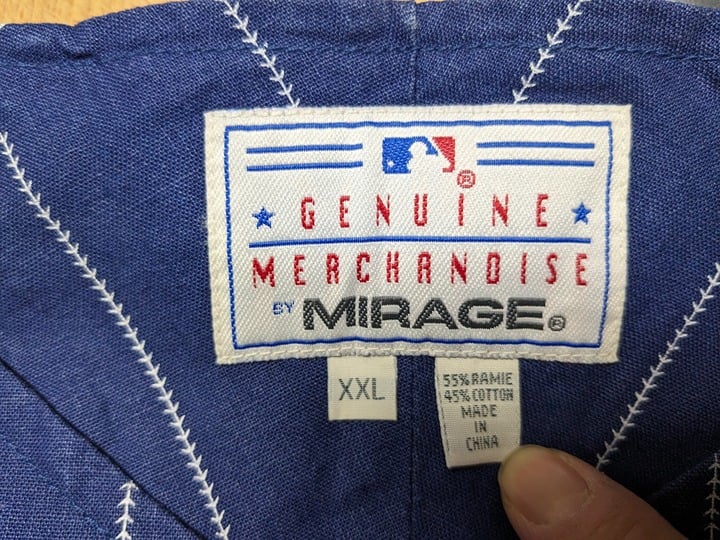 ®
GENUINE
MERCHANDISE
BY MIRAGE®
XXL
55% RAMIE
45% COTTON
MADE
IN
CHINA